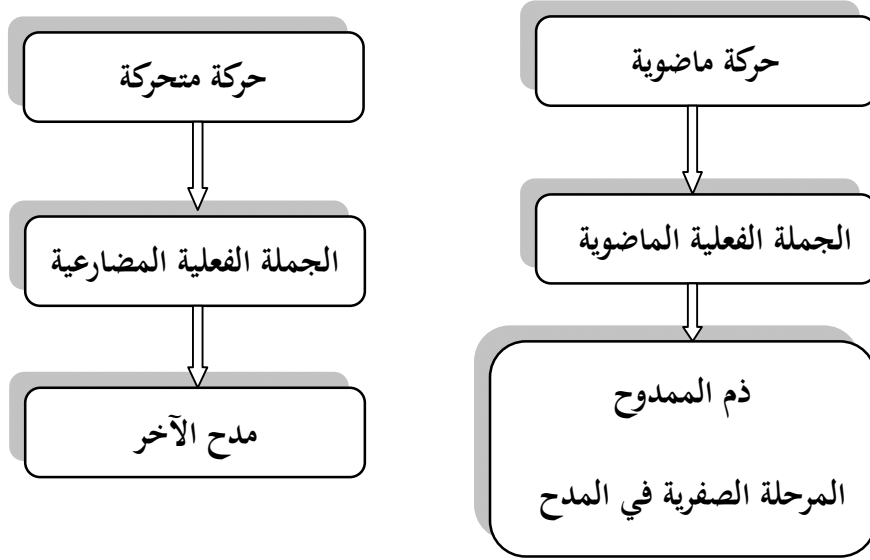 حركة ماضوية
الجملة الفعلية الماضوية
ذم الممدوح
المرحلة الصفرية في المدح
حركة متحركة
الجملة الفعلية المضارعية
مدح الآخر